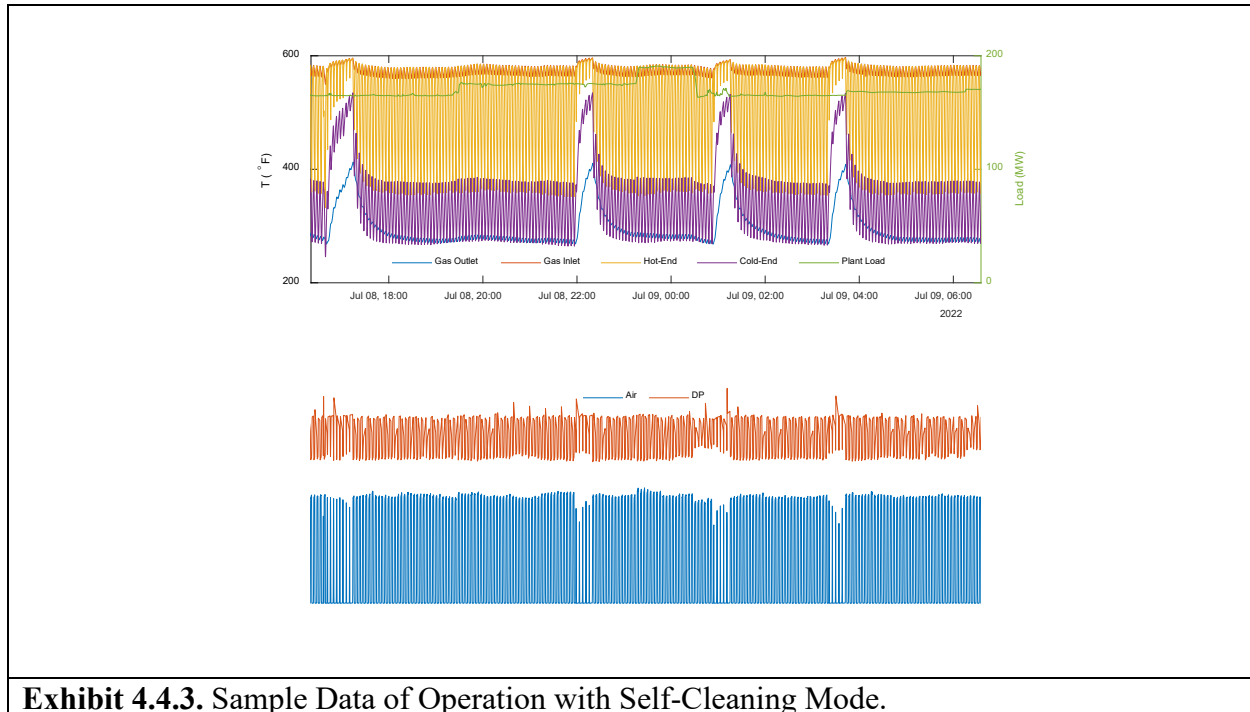 600
200
400
100
200
0
T (°F)
Load (MW)
Gas Outlet Gas Inlet Hot-End Cold-End Plant Load
Jul 08, 18:00 Jul 08, 20:00 Jul 08, 22:00 Jul 09, 00:00 Jul 09, 02:00 Jul 09, 04:00 Jul 09, 06:00
2022
Air DP
Exhibit 4.4.3. Sample Data of Operation with Self-Cleaning Mode.